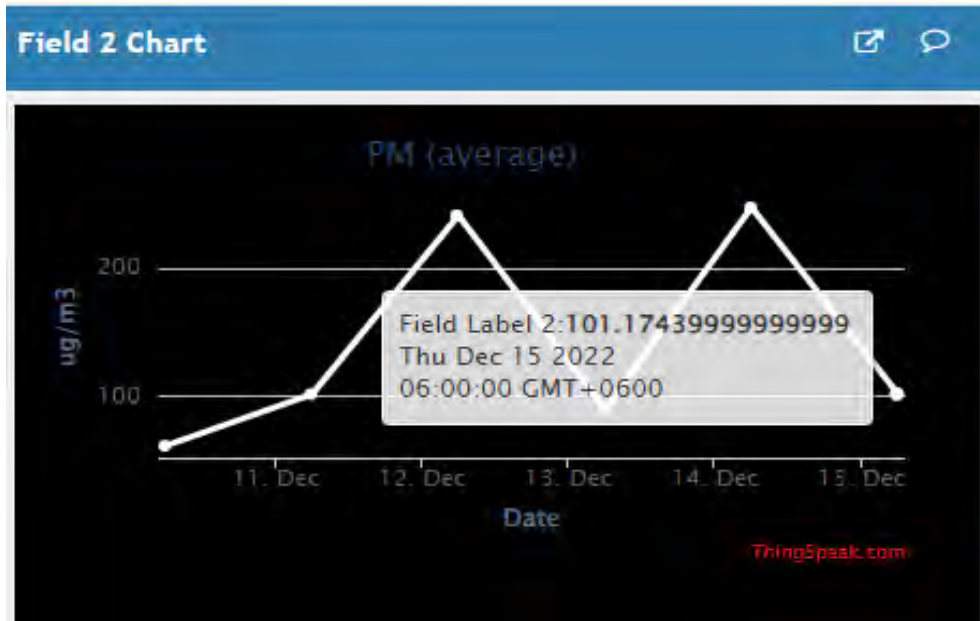 Field 2 Chart
PM (average)
200
ug/m3
Field Label 2:101.17439999999999
Thu Dec 15 2022
06:00:00 GMT+0600
100
11. Dec 12. Dec 13. Dec 14. Dec 15. Dec
Date
ThingSpeak.com